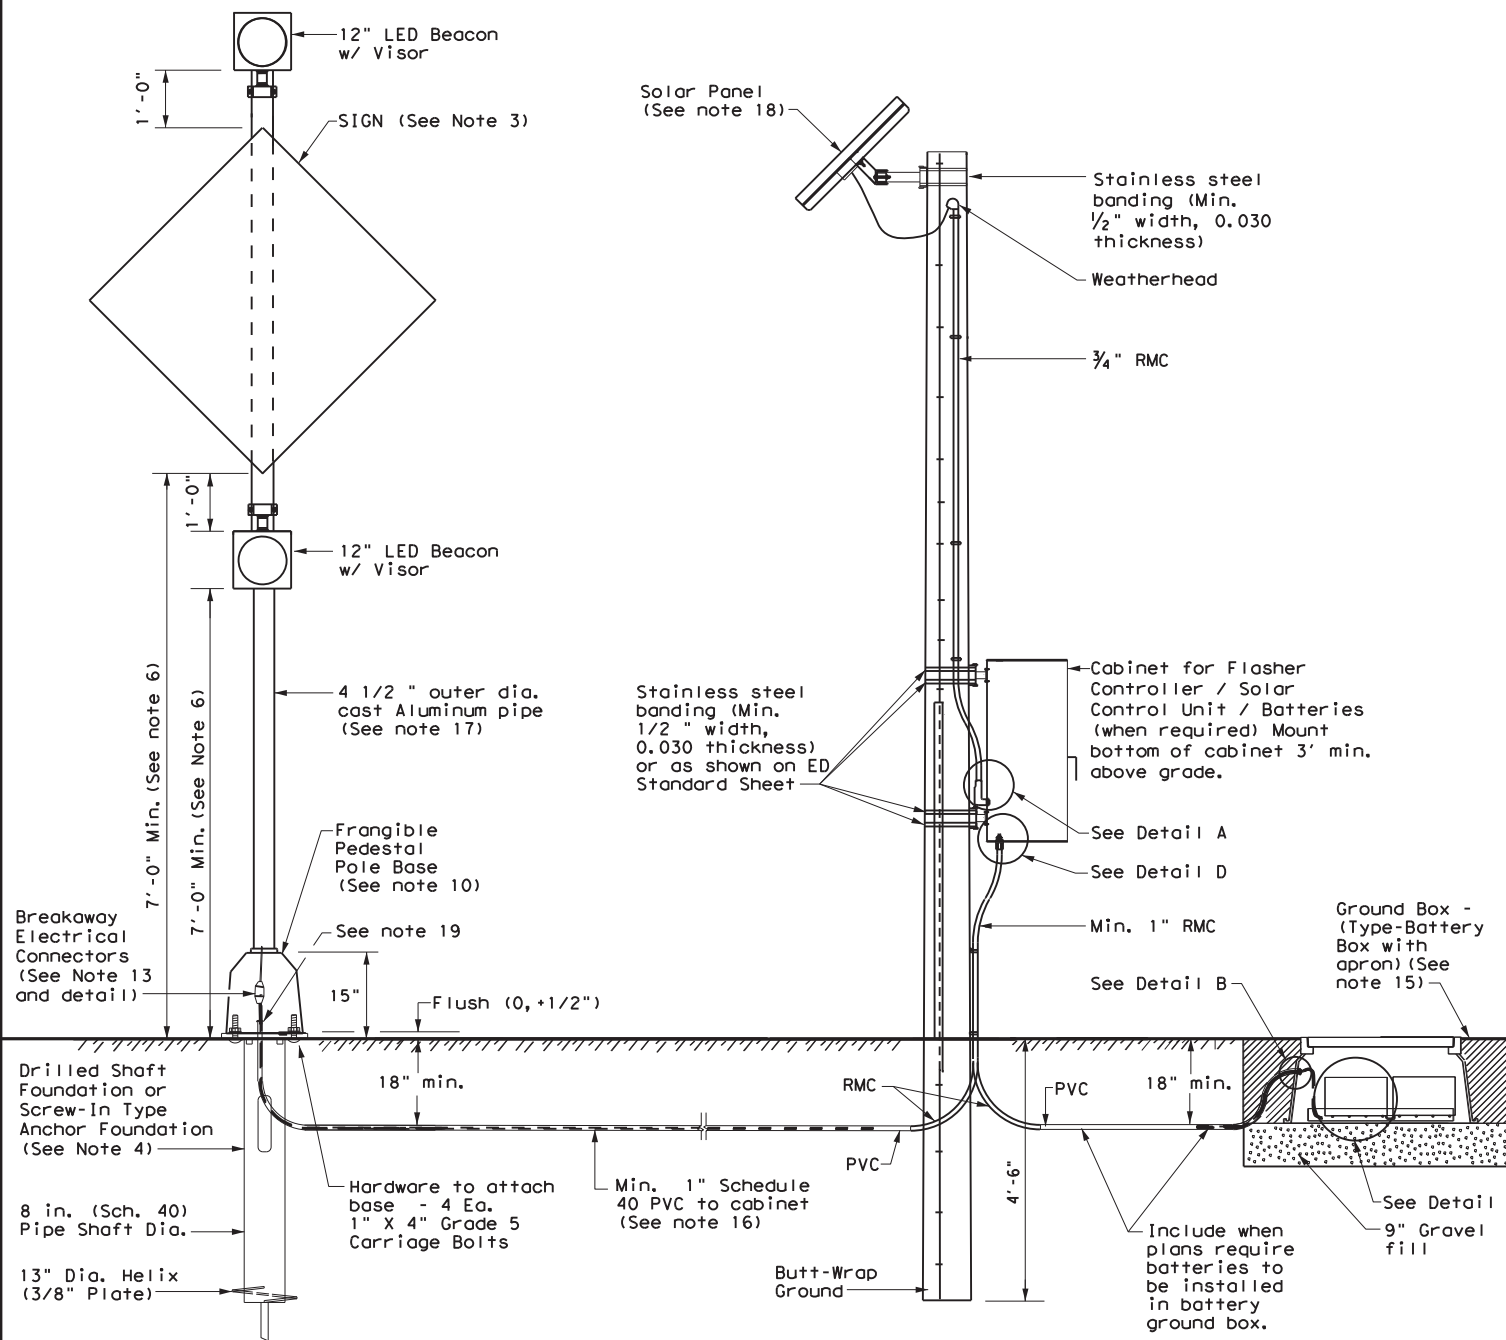 12" LED Beacon
w/ Visor
1'-0"
SIGN (See Note 3)
Solar Panel
(See note 18)
Stainless steel
banding (Min.
1/2" width, 0.030
thickness)
Weatherhead
3/4" RMC
1'-0"
12" LED Beacon
w/ Visor
7'-0" Min. (See note 6)
7'-0" Min. (See Note 6)
4 1/2 " outer dia.
cast Aluminum pipe
(See note 17)
Stainless steel
banding (Min.
1/2 " width,
0.030 thickness)
or as shown on ED
Standard Sheet
Cabinet for Flasher
Controller / Solar
Control Unit / Batteries
(when required) Mount
bottom of cabinet 3' min.
above grade.
See Detail A
See Detail D
Frangible
Pedestal
Pole Base
(See note 10)
See note 19
Breakaway
Electrical
Connectors
(See Note 13
and detail)
15"
Flush (0,+1/2")
Min. 1" RMC
See Detail B
Ground Box -
(Type-Battery
Box with
apron)(See
note 15)
Drilled Shaft
Foundation or
Screw-In Type
Anchor Foundation
(See Note 4)
18" min.
RMC
PVC
18" min.
PVC
4'-6"
8 in. (Sch. 40)
Pipe Shaft Dia.
13" Dia. Helix
(3/8" Plate)
Hardware to attach
base - 4 Ea.
1" X 4" Grade 5
Carriage Bolts
Min. 1" Schedule
40 PVC to cabinet
(See note 16)
Butt-Wrap
Ground
Include when
plans require
batteries to
be installed
in battery
ground box.
See Detail
9" Gravel
fill